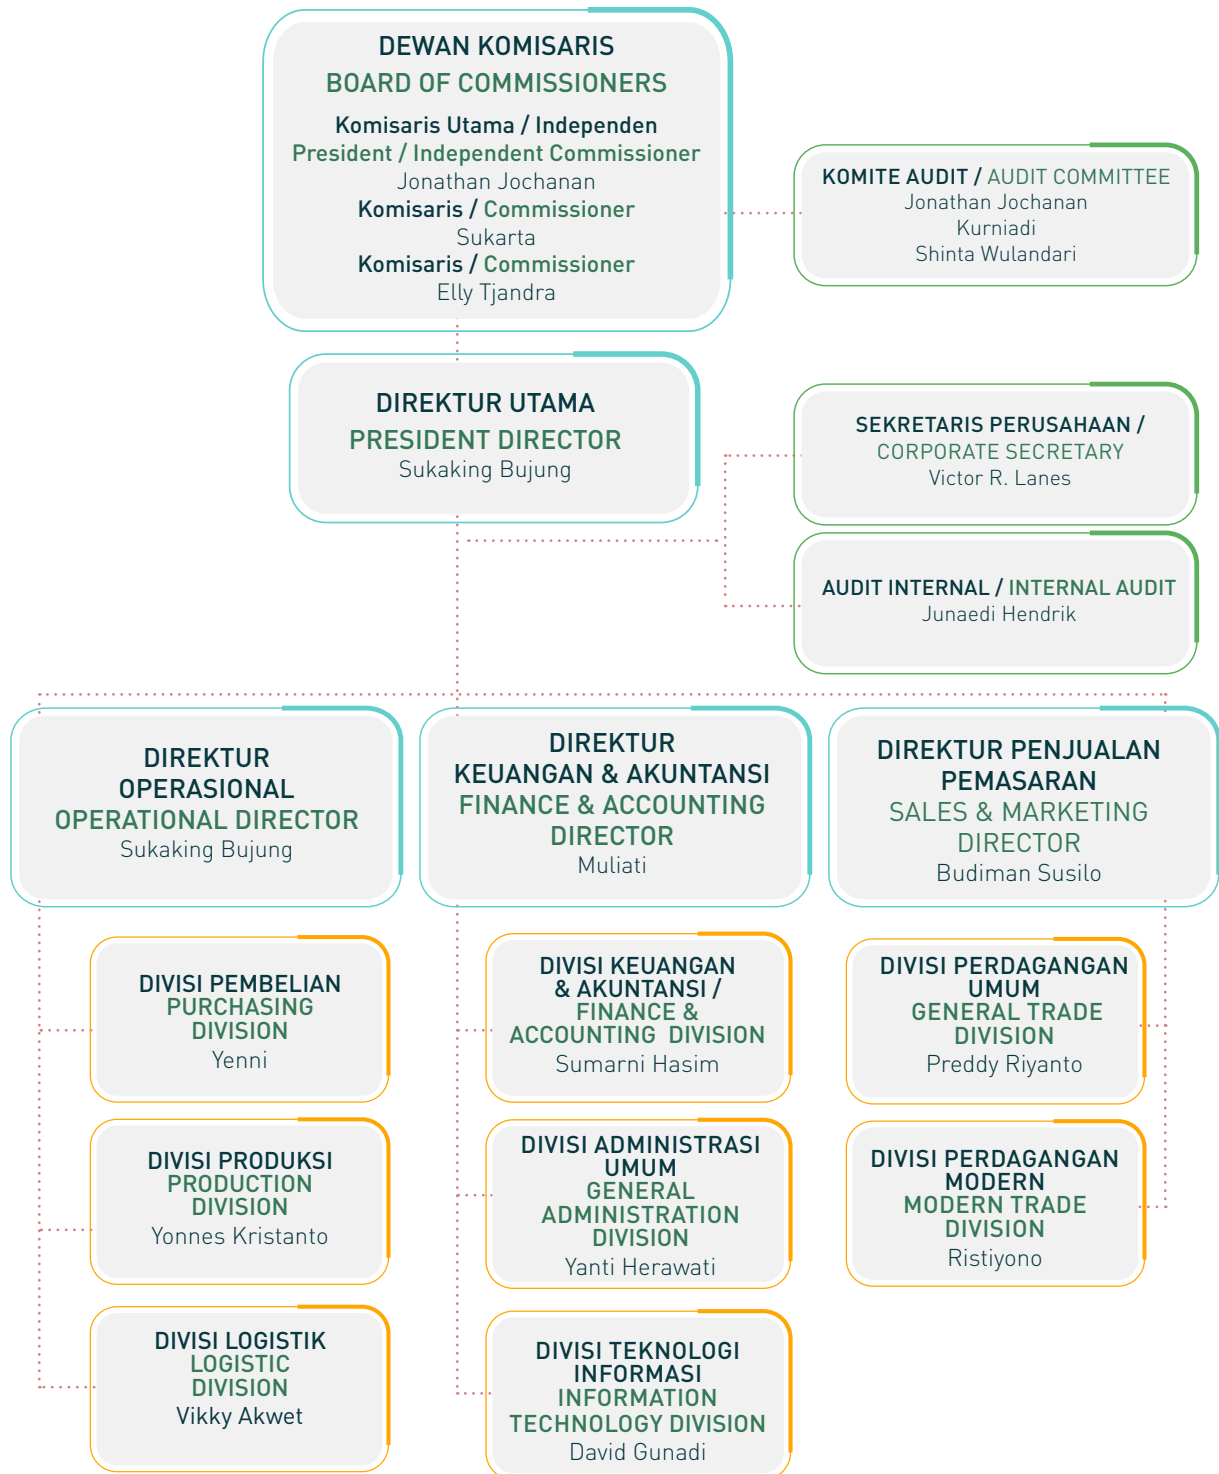 DEWAN KOMISARIS
BOARD OF COMMISSIONERS
Komisaris Utama / Independen
President / Independent Commissioner
Jonathan Jochanan
Komisaris / Commissioner
Sukarta
Komisaris / Commissioner
Elly Tjandra
KOMITE AUDIT / AUDIT COMMITTEE
Jonathan Jochanan
Kurniadi
Shinta Wulandari
DIREKTUR UTAMA
PRESIDENT DIRECTOR
Sukaking Bujung
SEKRETARIS PERUSAHAAN /
CORPORATE SECRETARY
Victor R. Lanes
AUDIT INTERNAL / INTERNAL AUDIT
Junaedi Hendrik
DIREKTUR
OPERASIONAL
OPERATIONAL DIRECTOR
Sukaking Bujung
DIREKTUR
KEUANGAN & AKUNTANSI
FINANCE & ACCOUNTING
DIRECTOR
Muliati
DIREKTUR PENJUALAN
PEMASARAN
SALES & MARKETING
DIRECTOR
Budiman Susilo
DIVISI PEMBELIAN
PURCHASING
DIVISION
Yenni
DIVISI KEUANGAN
& AKUNTANSI /
FINANCE &
ACCOUNTING DIVISION
Sumarni Hasim
DIVISI PERDAGANGAN
UMUM
GENERAL TRADE
DIVISION
Preddy Riyanto
DIVISI PRODUKSI
PRODUCTION
DIVISION
Yonnes Kristanto
DIVISI ADMINISTRASI
UMUM
GENERAL
ADMINISTRATION
DIVISION
Yanti Herawati
DIVISI PERDAGANGAN
MODERN
MODERN TRADE
DIVISION
Ristiyono
DIVISI LOGISTIK
LOGISTIC
DIVISION
Vikky Akwet
DIVISI TEKNOLOGI
INFORMASI
INFORMATION
TECHNOLOGY DIVISION
David Gunadi